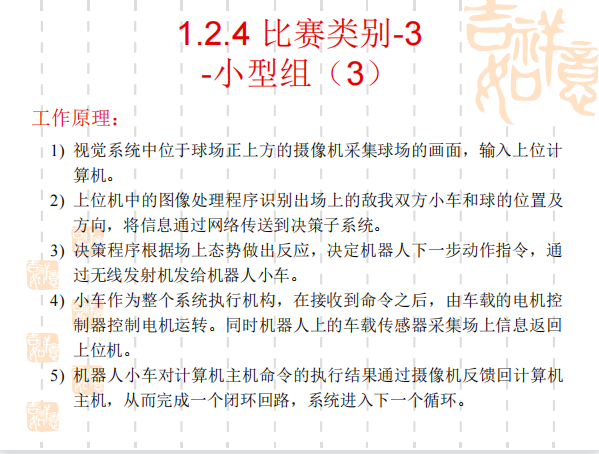 1.2.4 比赛类别-3
-小型组（3）
吉祥
如意
工作原理：
1) 视觉系统中位于球场正上方的摄像机采集球场的画面，输入上位计
算机。
2) 上位机中的图像处理程序识别出场上的敌我双方小车和球的位置及
方向，将信息通过网络传送到决策子系统。
3) 决策程序根据场上态势做出反应，决定机器人下一步动作指令，通
过无线发射机发给机器人小车。
4) 小车作为整个系统执行机构，在接收到命令之后，由车载的电机控
制器控制电机运转。同时机器人上的车载传感器采集场上信息返回
上位机。
5) 机器人小车对计算机主机命令的执行结果通过摄像机反馈回计算机
主机，从而完成一个闭环回路，系统进入下一个循环。